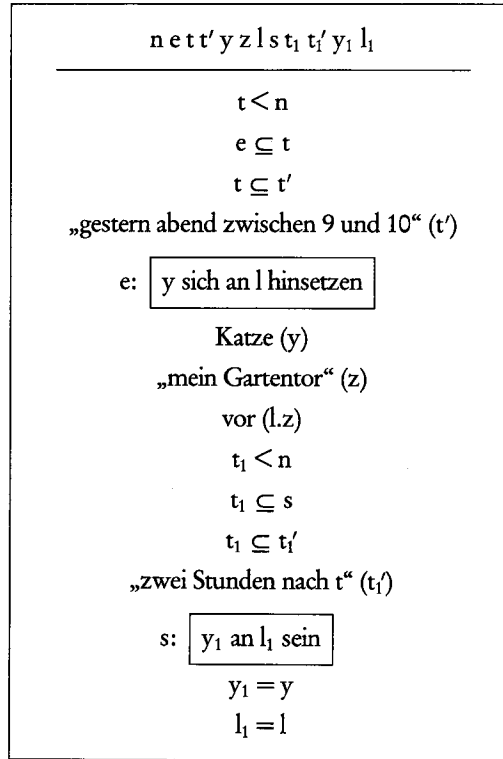 n e t t′ y z l s t₁ t₁′ y₁ l₁
t < n
e ⊆ t
t ⊆ t′
„gestern abend zwischen 9 und 10“ (t′)
e: y sich an l hinsetzen
Katze (y)
„mein Gartentor“ (z)
vor (l.z)
t₁ < n
t₁ ⊆ s
t₁ ⊆ t₁′
„zwei Stunden nach t“ (t₁′)
s: y₁ an l₁ sein
y₁ = y
l₁ = l